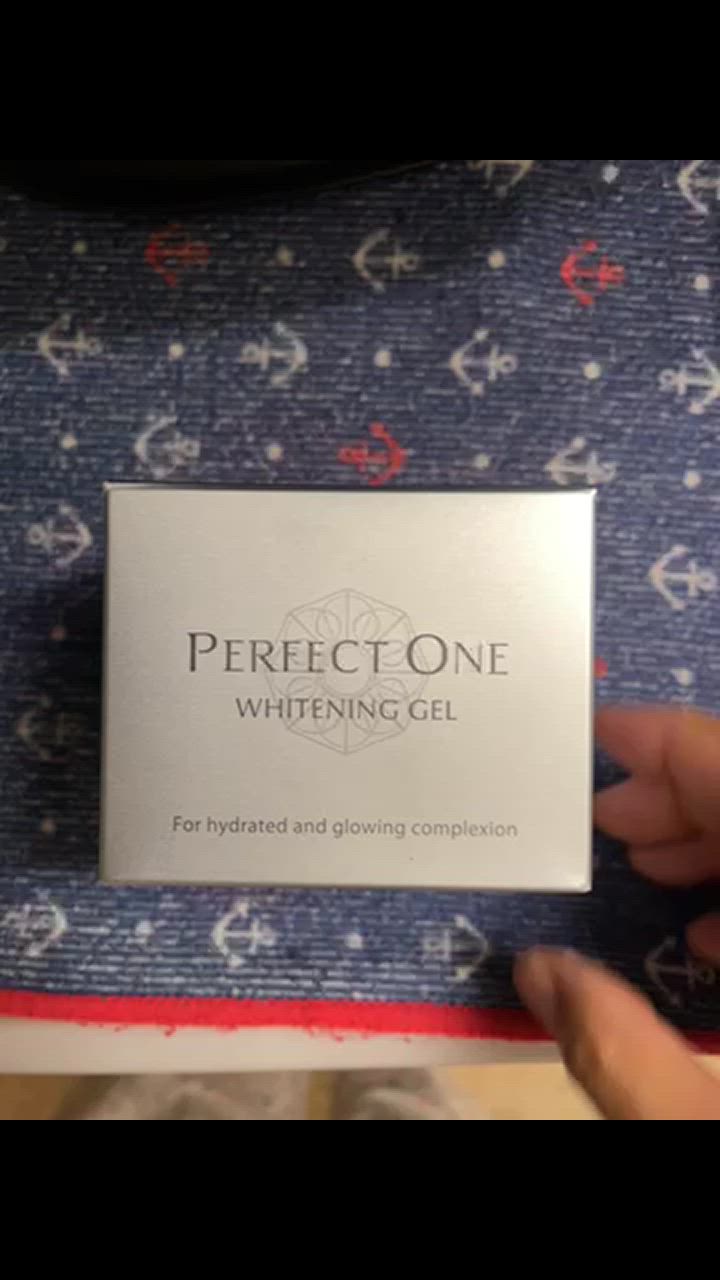 PERFECT ONE
WHITENING GEL
For hydrated and glowing complexion